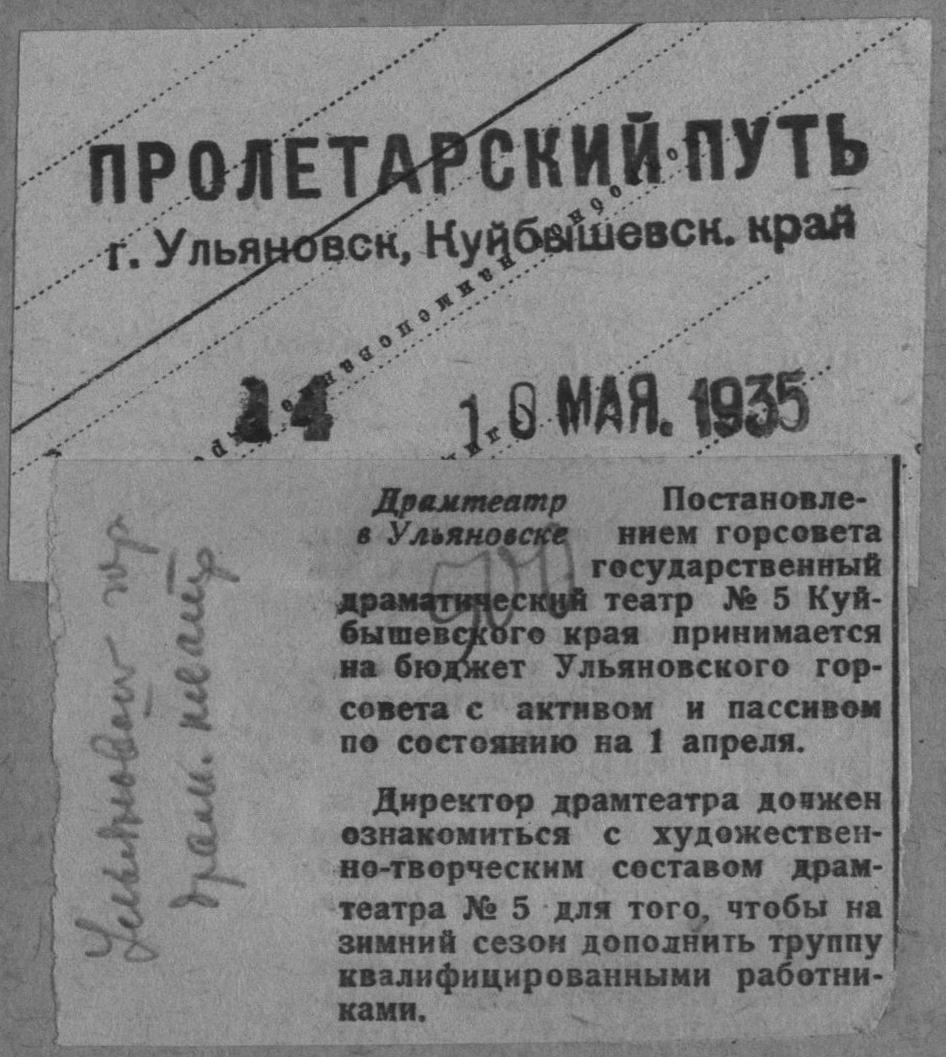 ПРОЛЕТАРСКИЙ ПУТЬ
г. Ульяновск, Куйбышевск. край
наименование
14 10 МАЯ. 1935
Драмтеатр Постановле-
в Ульяновске нием горсовета
государственный
драматический театр № 5 Куй-
бышевского края принимается
на бюджет Ульяновского гор-
совета с активом и пассивом
по состоянию на 1 апреля.
Директор драмтеатра должен
ознакомиться с художествен-
но-творческим составом драм-
театра № 5 для того, чтобы на
зимний сезон дополнить труппу
квалифицированными работни-
ками.